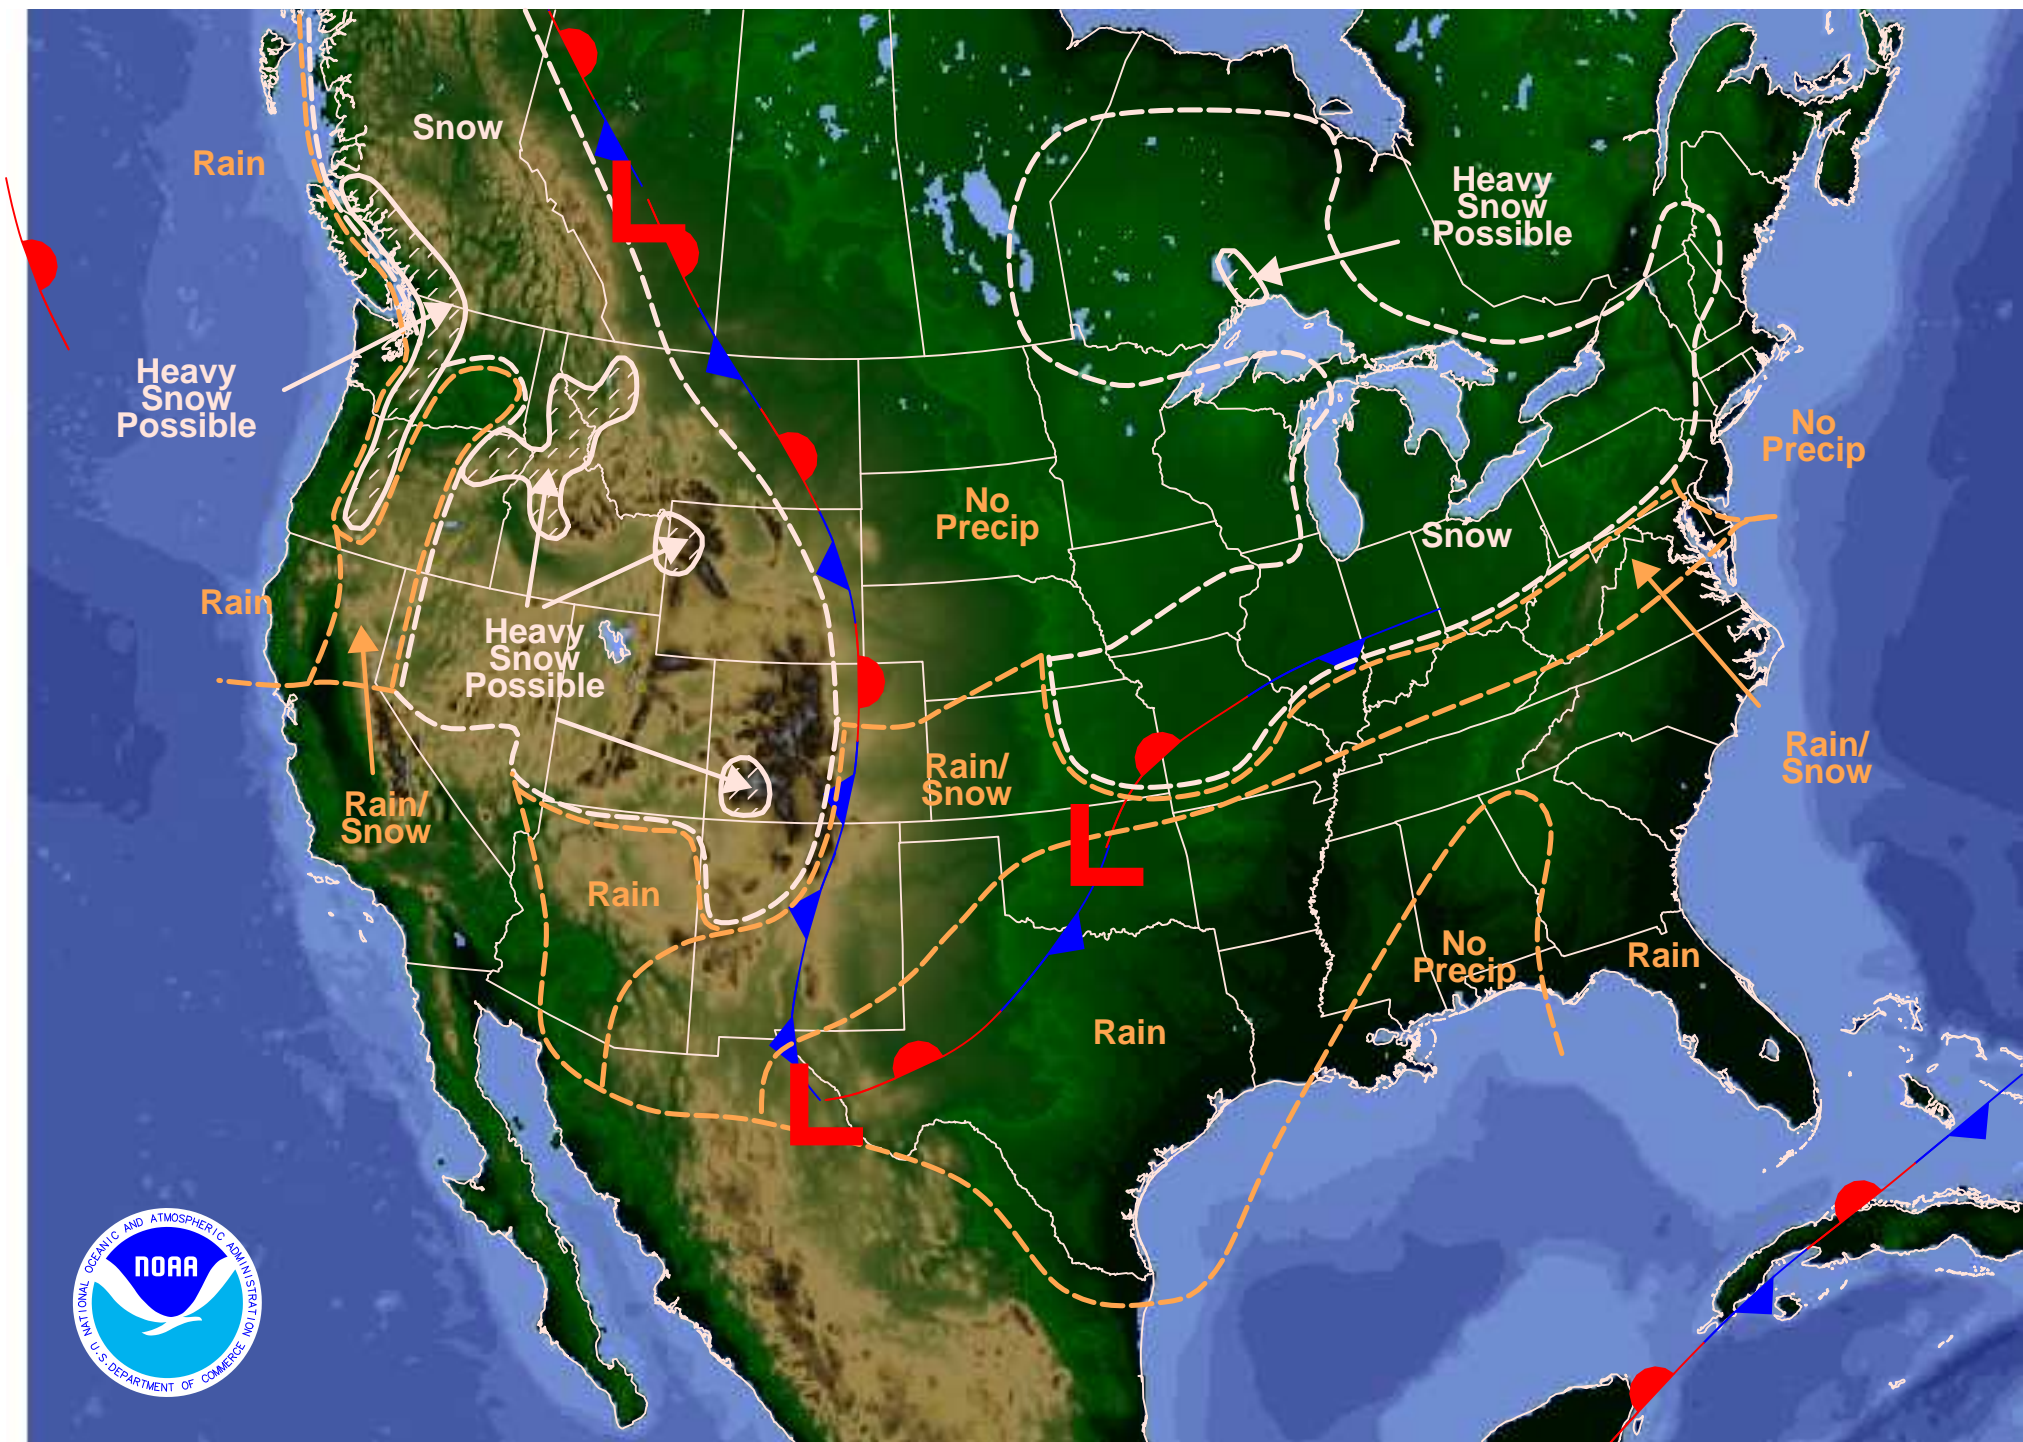 Snow
Rain
Heavy
Snow
Possible
Heavy
Snow
Possible
No
Precip
No
Precip
Snow
Rain
Heavy
Snow
Possible
Rain/
Snow
Rain/
Snow
Rain/
Snow
Rain
No
Precip
Rain
Rain
L
L
L
NATIONAL OCEANIC AND ATMOSPHERIC ADMINISTRATION
NOAA
U.S. DEPARTMENT OF COMMERCE